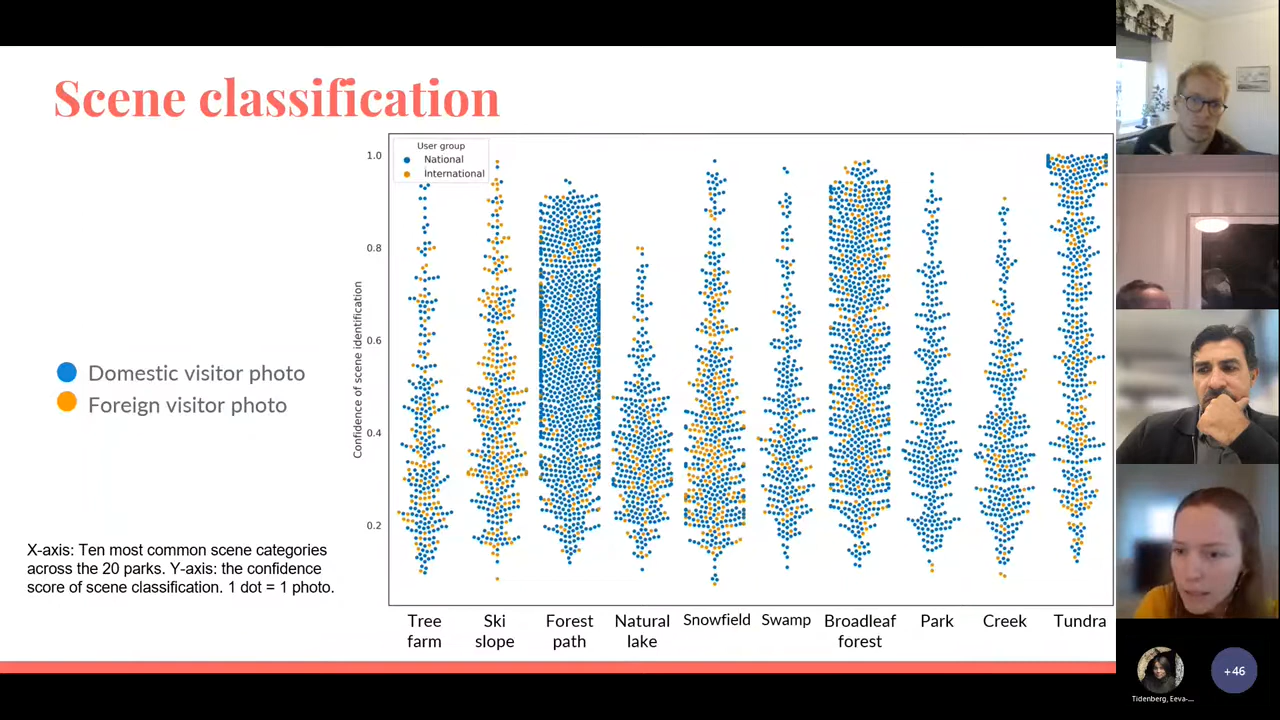 Scene classification
User group
National
International
1.0
0.8
0.6
0.4
0.2
Confidence of scene identification
Domestic visitor photo
Foreign visitor photo
X-axis: Ten most common scene categories
across the 20 parks. Y-axis: the confidence
score of scene classification. 1 dot = 1 photo.
Tree
farm
Ski
slope
Forest
path
Natural
lake
Snowfield
Swamp
Broadleaf
forest
Park
Creek
Tundra
Tidenberg, Eeva-...
+46